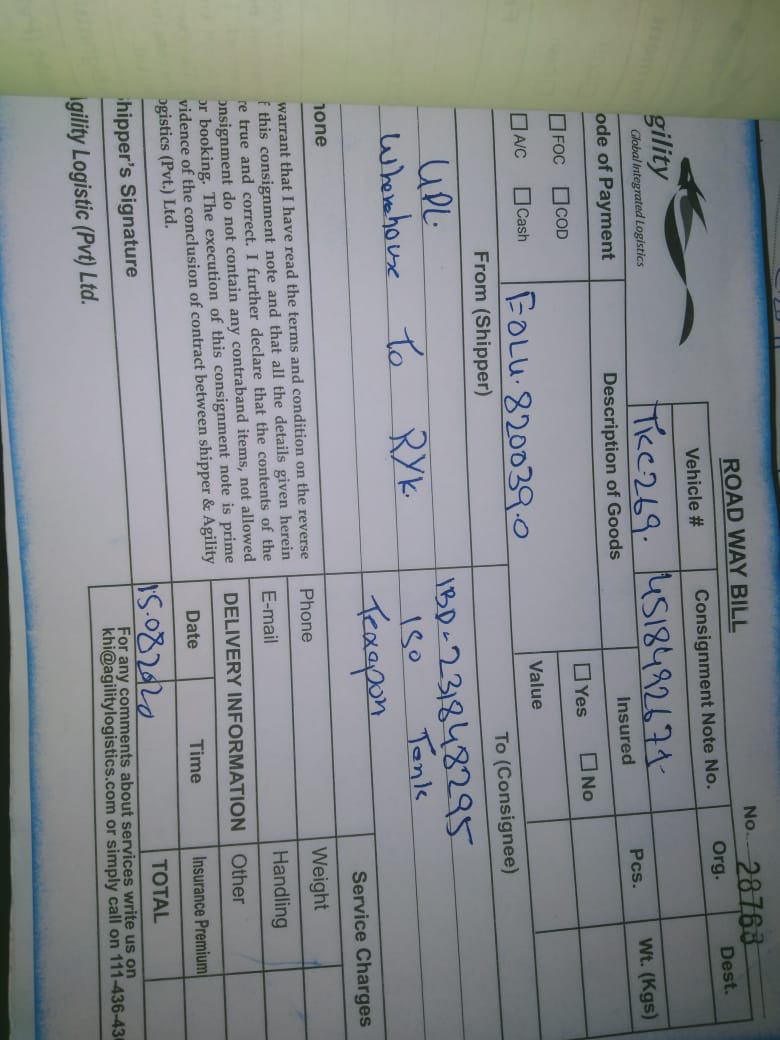 ROAD WAY BILL
No. 28763
gility
Global Integrated Logistics
Vehicle #
Consignment Note No.
Org.
Dest.
TKC-269.
4518492671
ode of Payment
Description of Goods
Insured
Pcs.
Wt. (Kgs)
FOC
COD
Yes
No
A/C
Cash
EOLU.820039.0
Value
From (Shipper)
To (Consignee)
UPL.
IBD-231848295
Wherehouse To RYK.
ISO Tank
Texapon
hone
Service Charges
Phone
Weight
E-mail
Handling
warrant that I have read the terms and condition on the reverse
f this consignment note and that all the details given herein
re true and correct. I further declare that the contents of the
onsignment do not contain any contraband items, not allowed
or booking. The execution of this consignment note is prime
vidence of the conclusion of contract between shipper & Agility
ogistics (Pvt.) Ltd.
DELIVERY INFORMATION
Other
Date
Time
Insurance Premium
15.082020
TOTAL
hipper's Signature
For any comments about services write us on
khi@agilitylogistics.com or simply call on 111-436-436
gility Logistic (Pvt) Ltd.